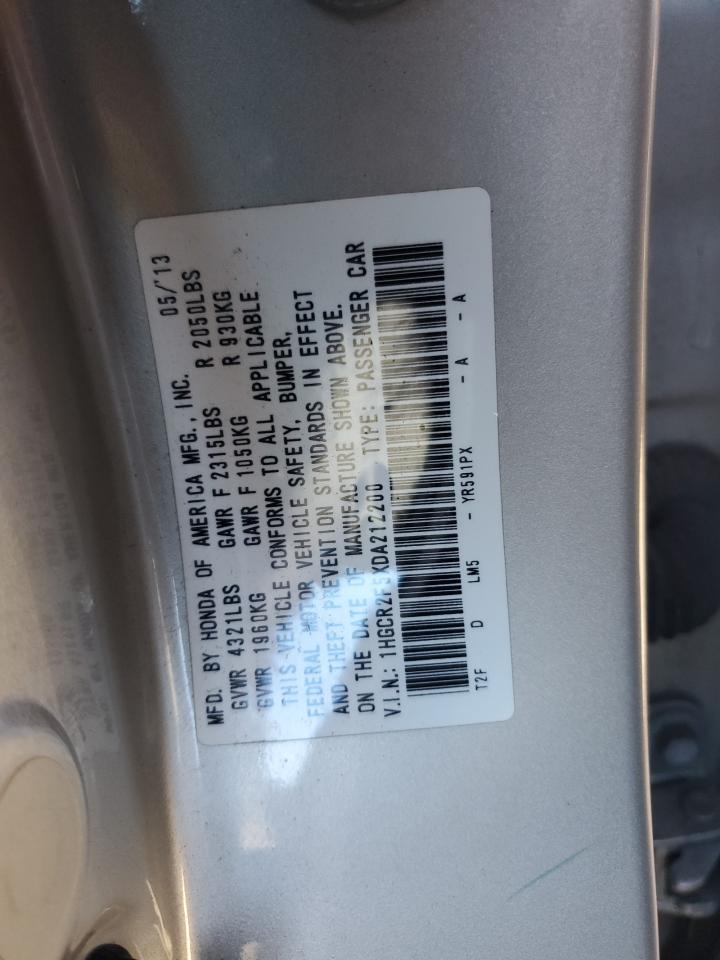 MFD. BY HONDA OF AMERICA MFG., INC. 05/'13
GVWR 4321LBS GAWR F 2315LBS R 2050LBS
GVWR 1960KG GAWR F 1050KG R 930KG
THIS VEHICLE CONFORMS TO ALL APPLICABLE
FEDERAL MOTOR VEHICLE SAFETY, BUMPER,
AND THEFT PREVENTION STANDARDS IN EFFECT
ON THE DATE OF MANUFACTURE SHOWN ABOVE.
V.I.N.: 1HGCR2F5XDA212200 TYPE: PASSENGER CAR
T2F D LM5 - YR591PX - A - A